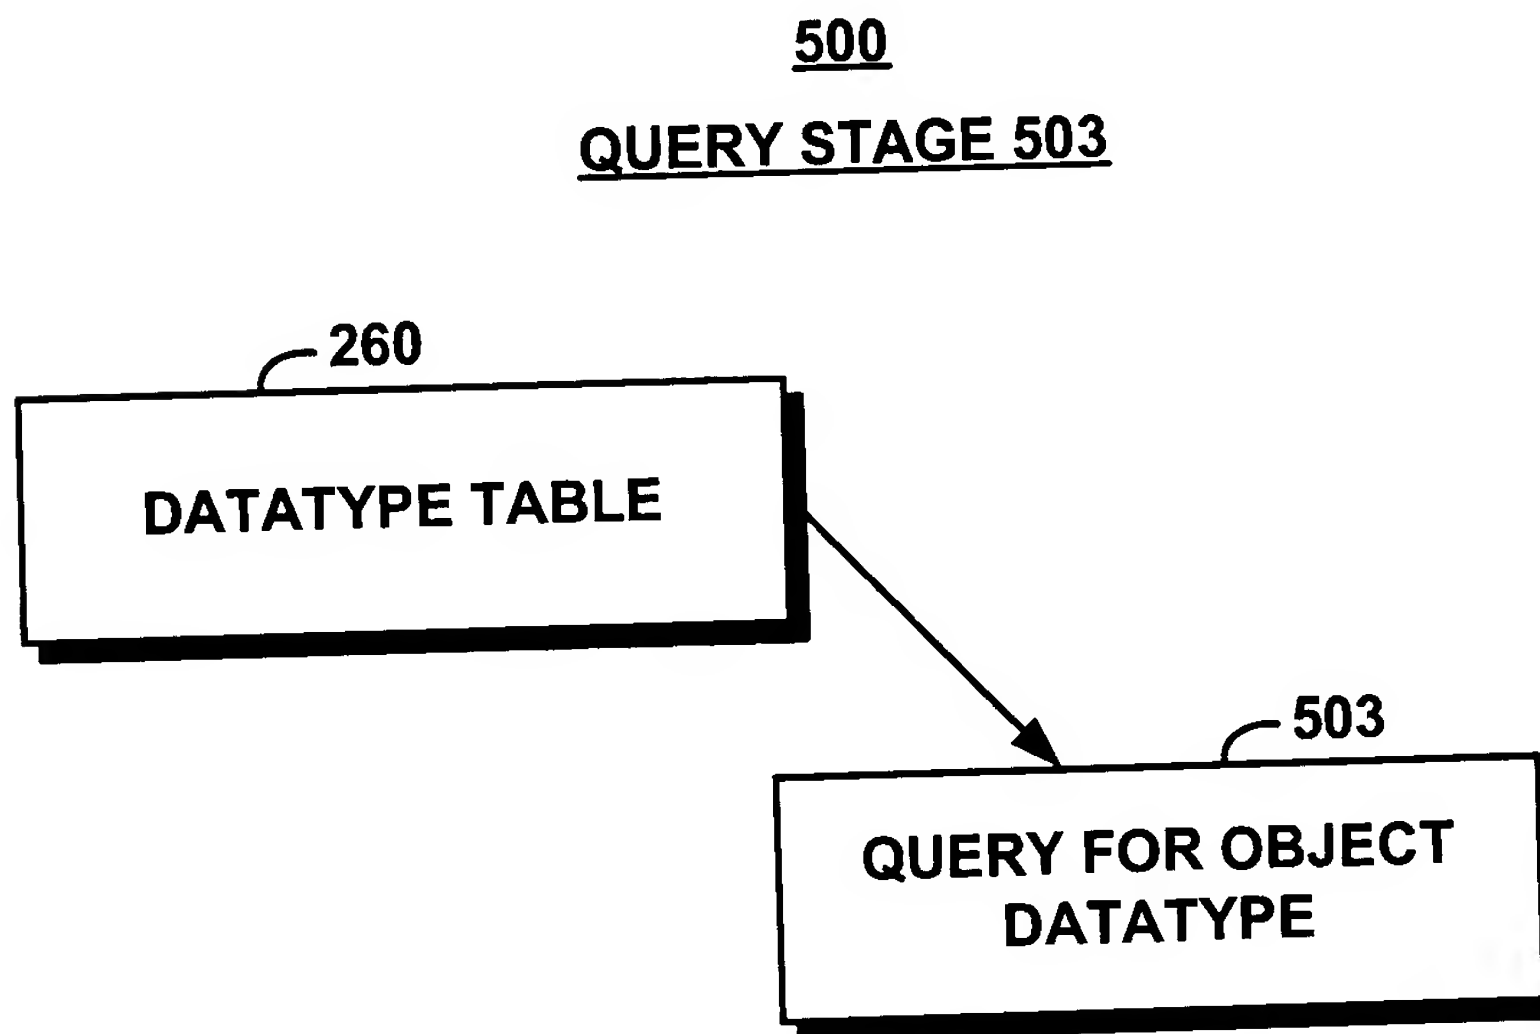 500
QUERY STAGE 503
260
DATATYPE TABLE
503
QUERY FOR OBJECT
DATATYPE